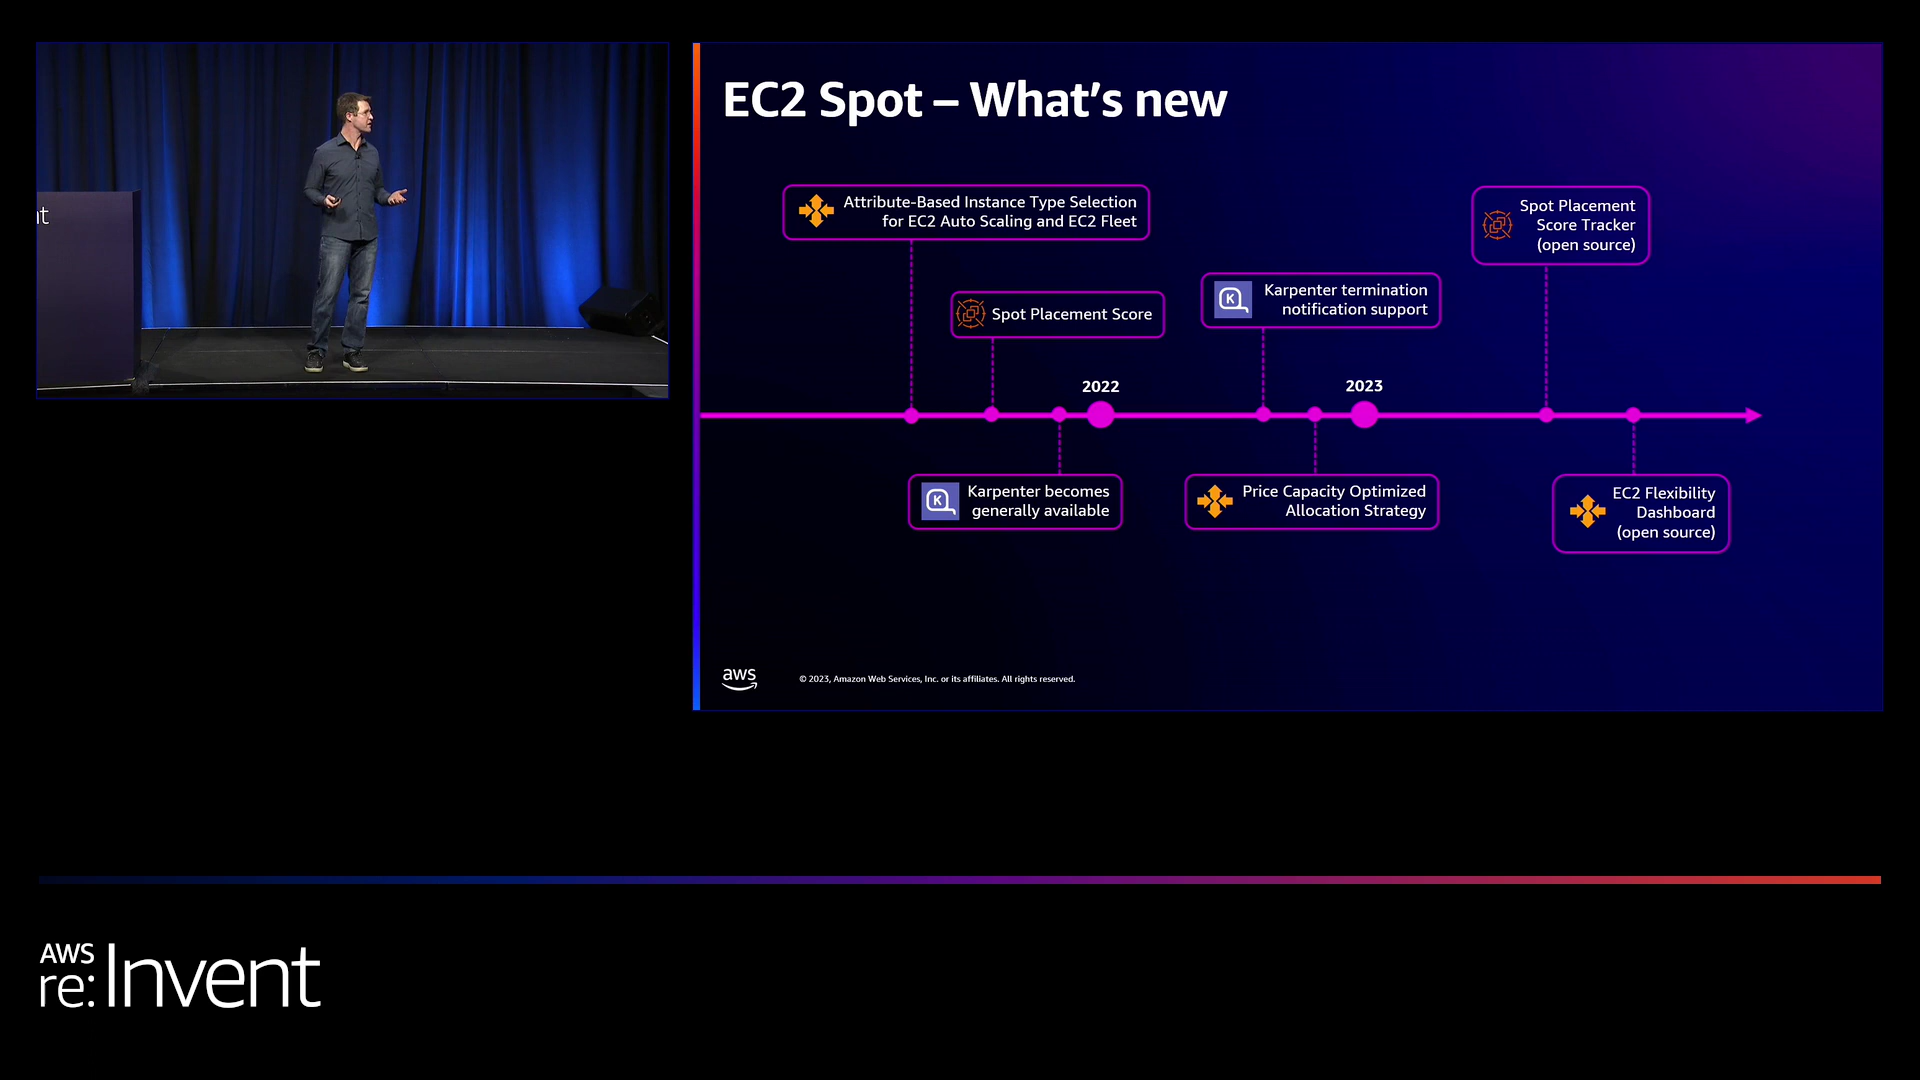 nt
EC2 Spot – What's new
Attribute-Based Instance Type Selection
for EC2 Auto Scaling and EC2 Fleet
Spot Placement
Score Tracker
(open source)
Karpenter termination
notification support
Spot Placement Score
2022
2023
Karpenter becomes
generally available
Price Capacity Optimized
Allocation Strategy
EC2 Flexibility
Dashboard
(open source)
aws
© 2023, Amazon Web Services, Inc. or its affiliates. All rights reserved.
AWS
re:Invent